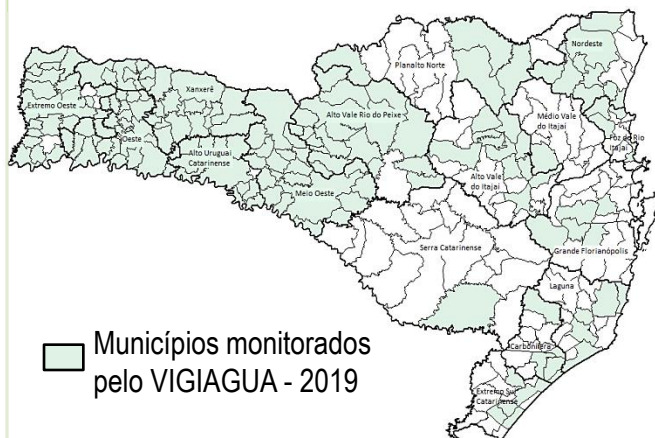 Nordeste
Planalto Norte
Xanxerê
Extremo Oeste
Alto Vale Rio do Peixe
Médio Vale
do Itajaí
Foz do Rio
Itajaí
Oeste
Alto Uruguai
Catarinense
Alto Vale
do Itajaí
Meio Oeste
Serra Catarinense
Grande Florianópolis
Laguna
Carbonífera
Extremo Sul
Catarinense
Municípios monitorados
pelo VIGIAGUA - 2019